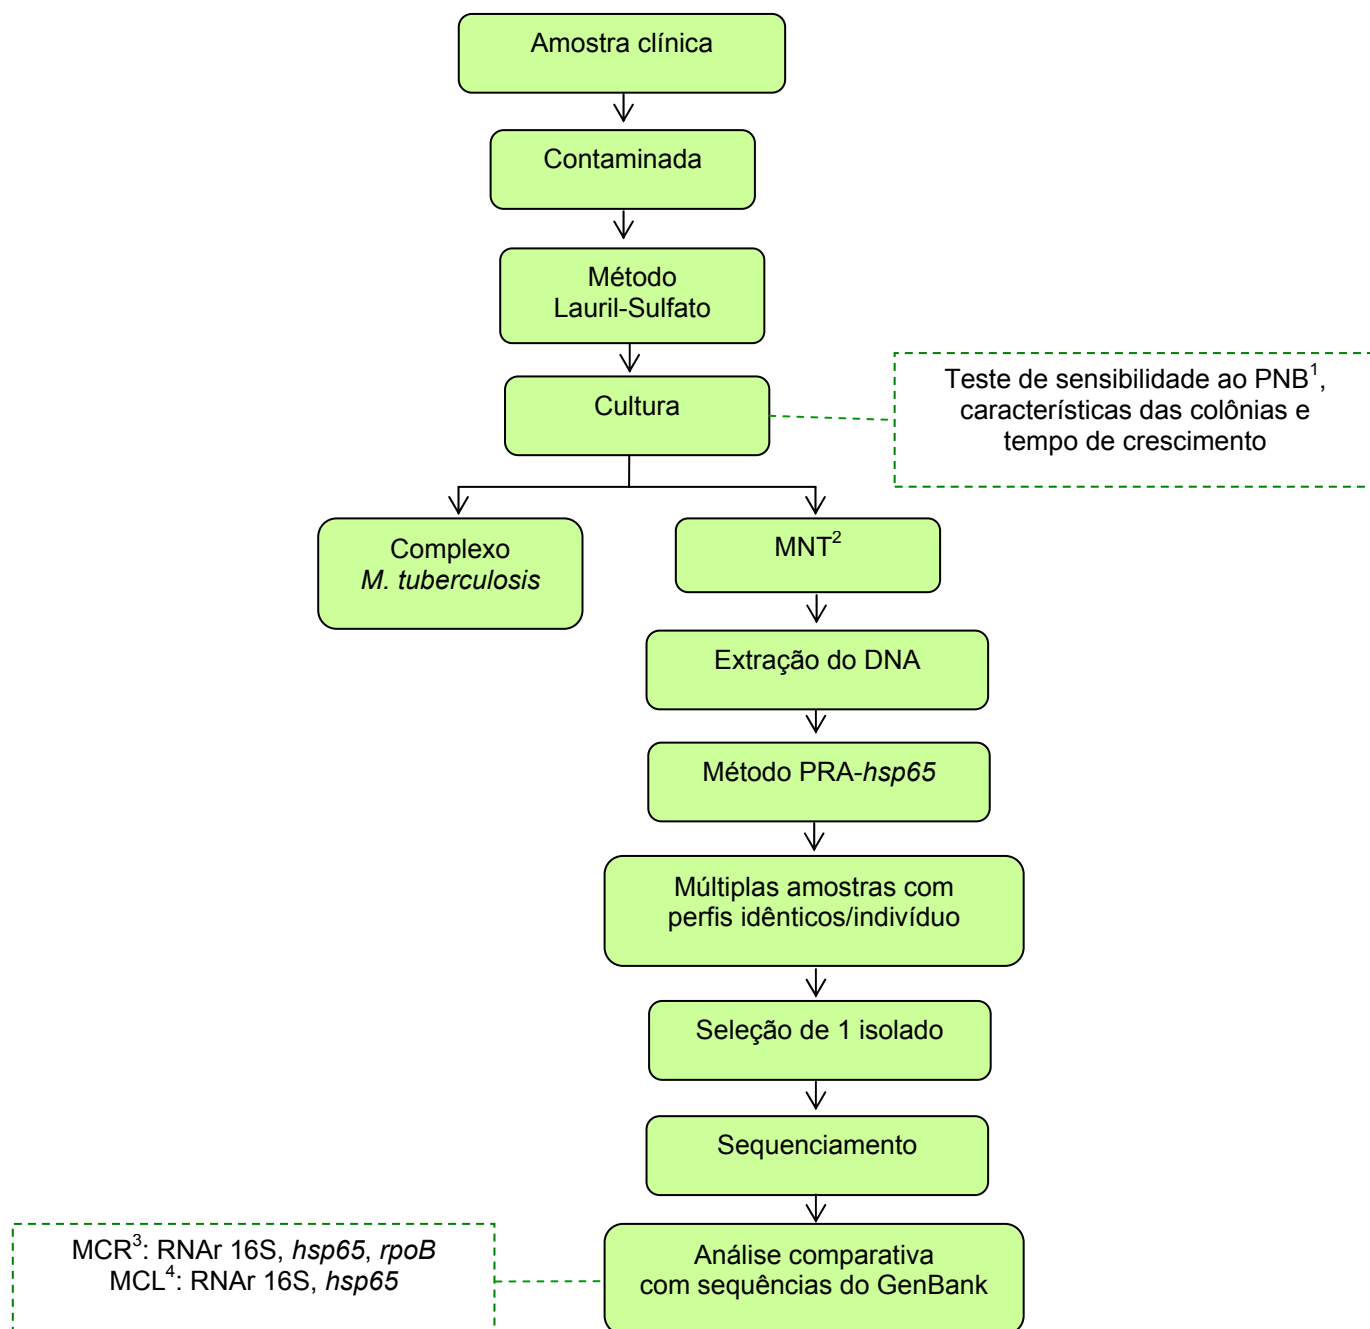 Amostra clínica
Contaminada
Método
Lauril-Sulfato
Cultura
Teste de sensibilidade ao PNB¹,
características das colônias e
tempo de crescimento
Complexo
M. tuberculosis
MNT²
Extração do DNA
Método PRA-hsp65
Múltiplas amostras com
perfis idênticos/indivíduo
Seleção de 1 isolado
Sequenciamento
MCR³: RNAr 16S, hsp65, rpoB
MCL⁴: RNAr 16S, hsp65
Análise comparativa
com sequências do GenBank